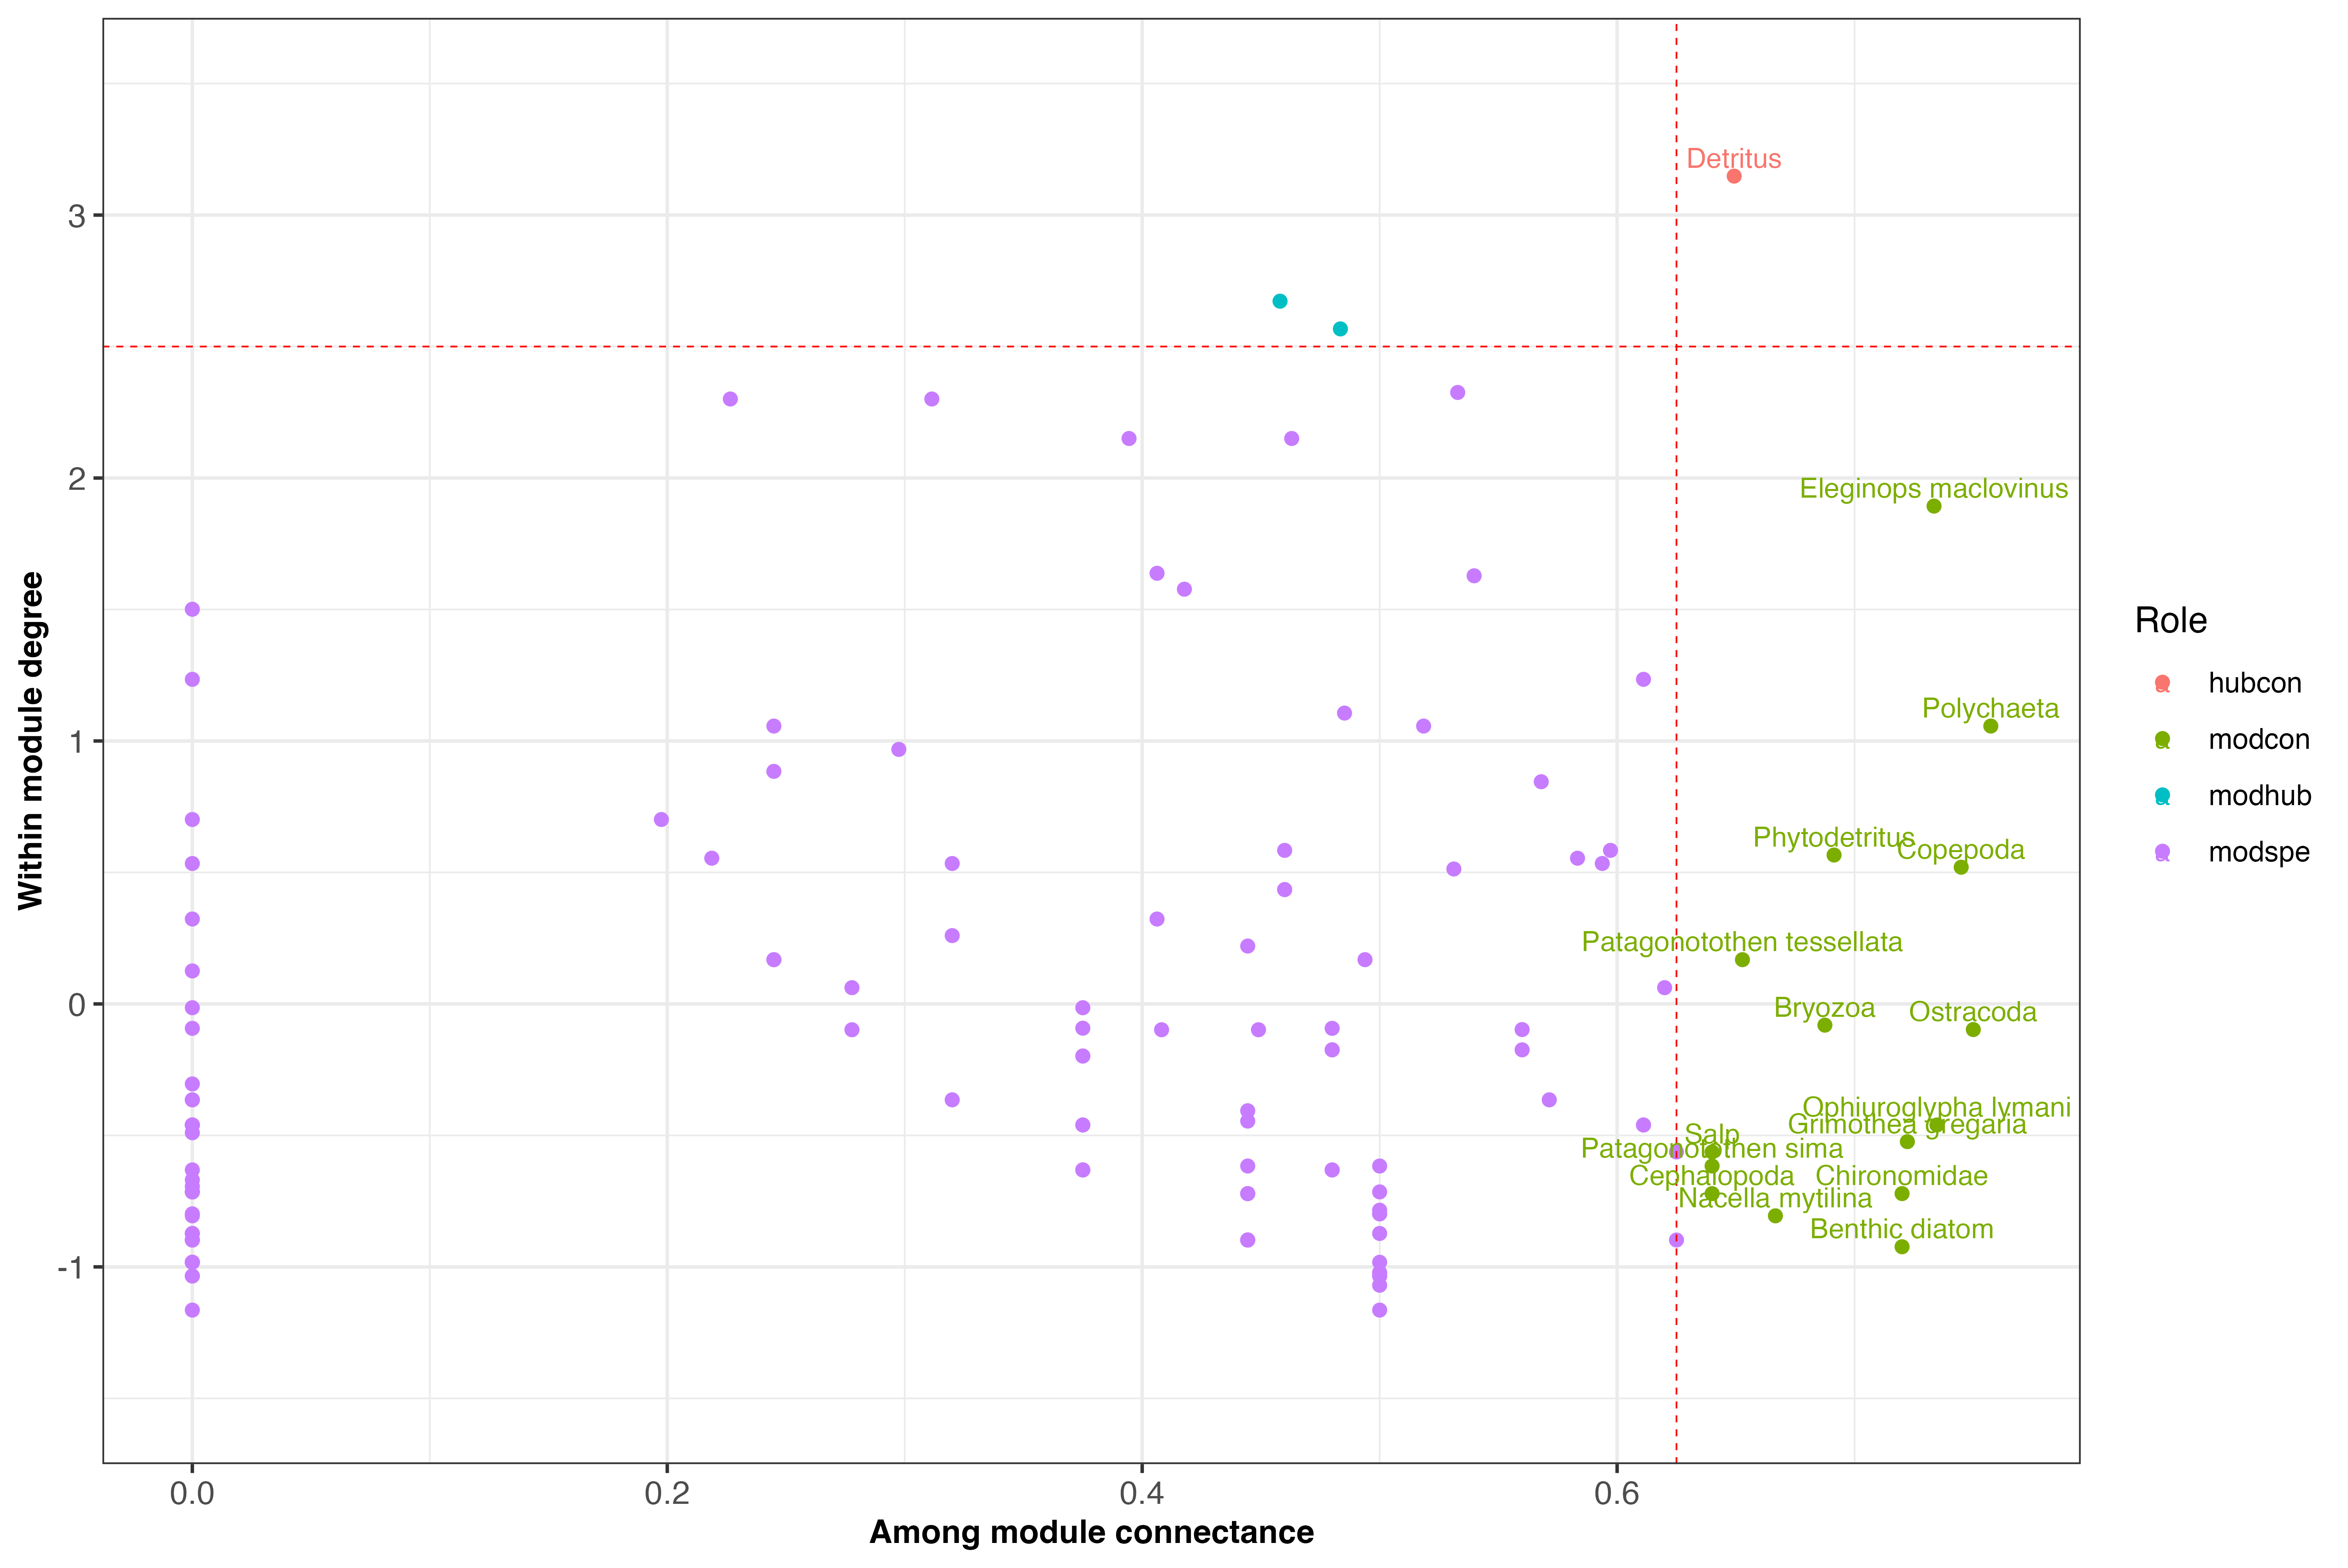 Detritus
3
Eleginops maclovinus
2
Role
hubcon
Polychaeta
modcon
1
modhub
Phytodetritus
Copepoda
modspe
Patagonotothen tessellata
0
Bryozoa
Ostracoda
Ophiuroglypha lymani
Grimothea gregaria
Salp
Patagonotothen sima
Cephalopoda
Chironomidae
Nacella mytilina
Benthic diatom
-1
Within module degree
0.0
0.2
0.4
0.6
Among module connectance